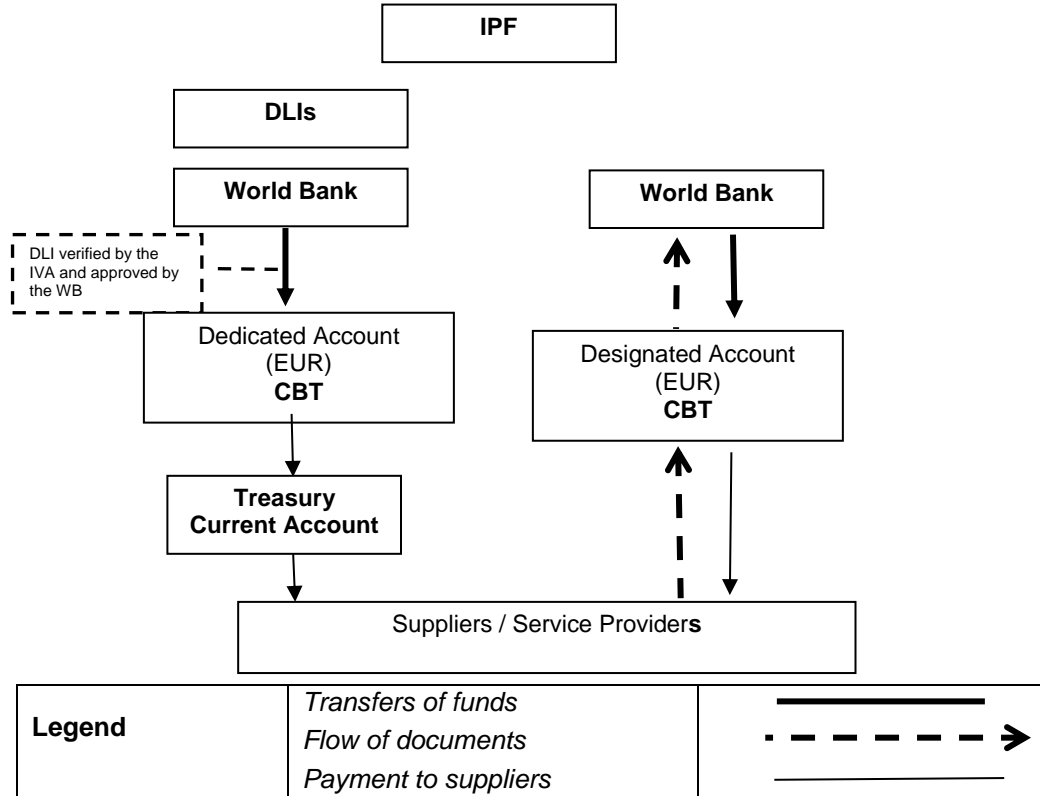 IPF
DLIs
World Bank
World Bank
DLI verified by the
IVA and approved by
the WB
Dedicated Account
(EUR)
CBT
Designated Account
(EUR)
CBT
Treasury
Current Account
Suppliers / Service Providers
Legend
Transfers of funds
Flow of documents
Payment to suppliers